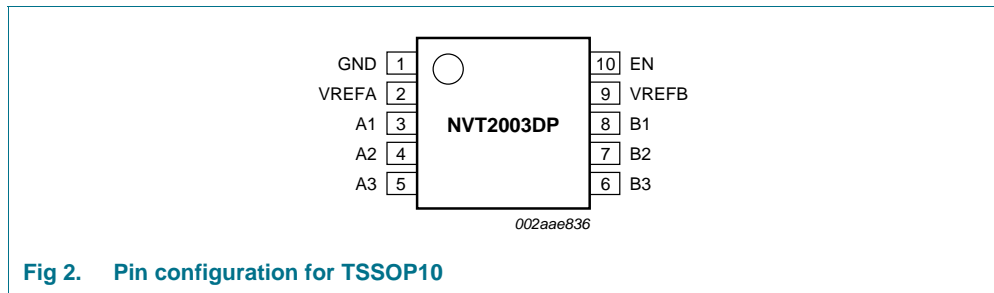 GND 1 10 EN
VREFA 2 9 VREFB
A1 3 NVT2003DP 8 B1
A2 4 7 B2
A3 5 6 B3
002aae836
Fig 2. Pin configuration for TSSOP10